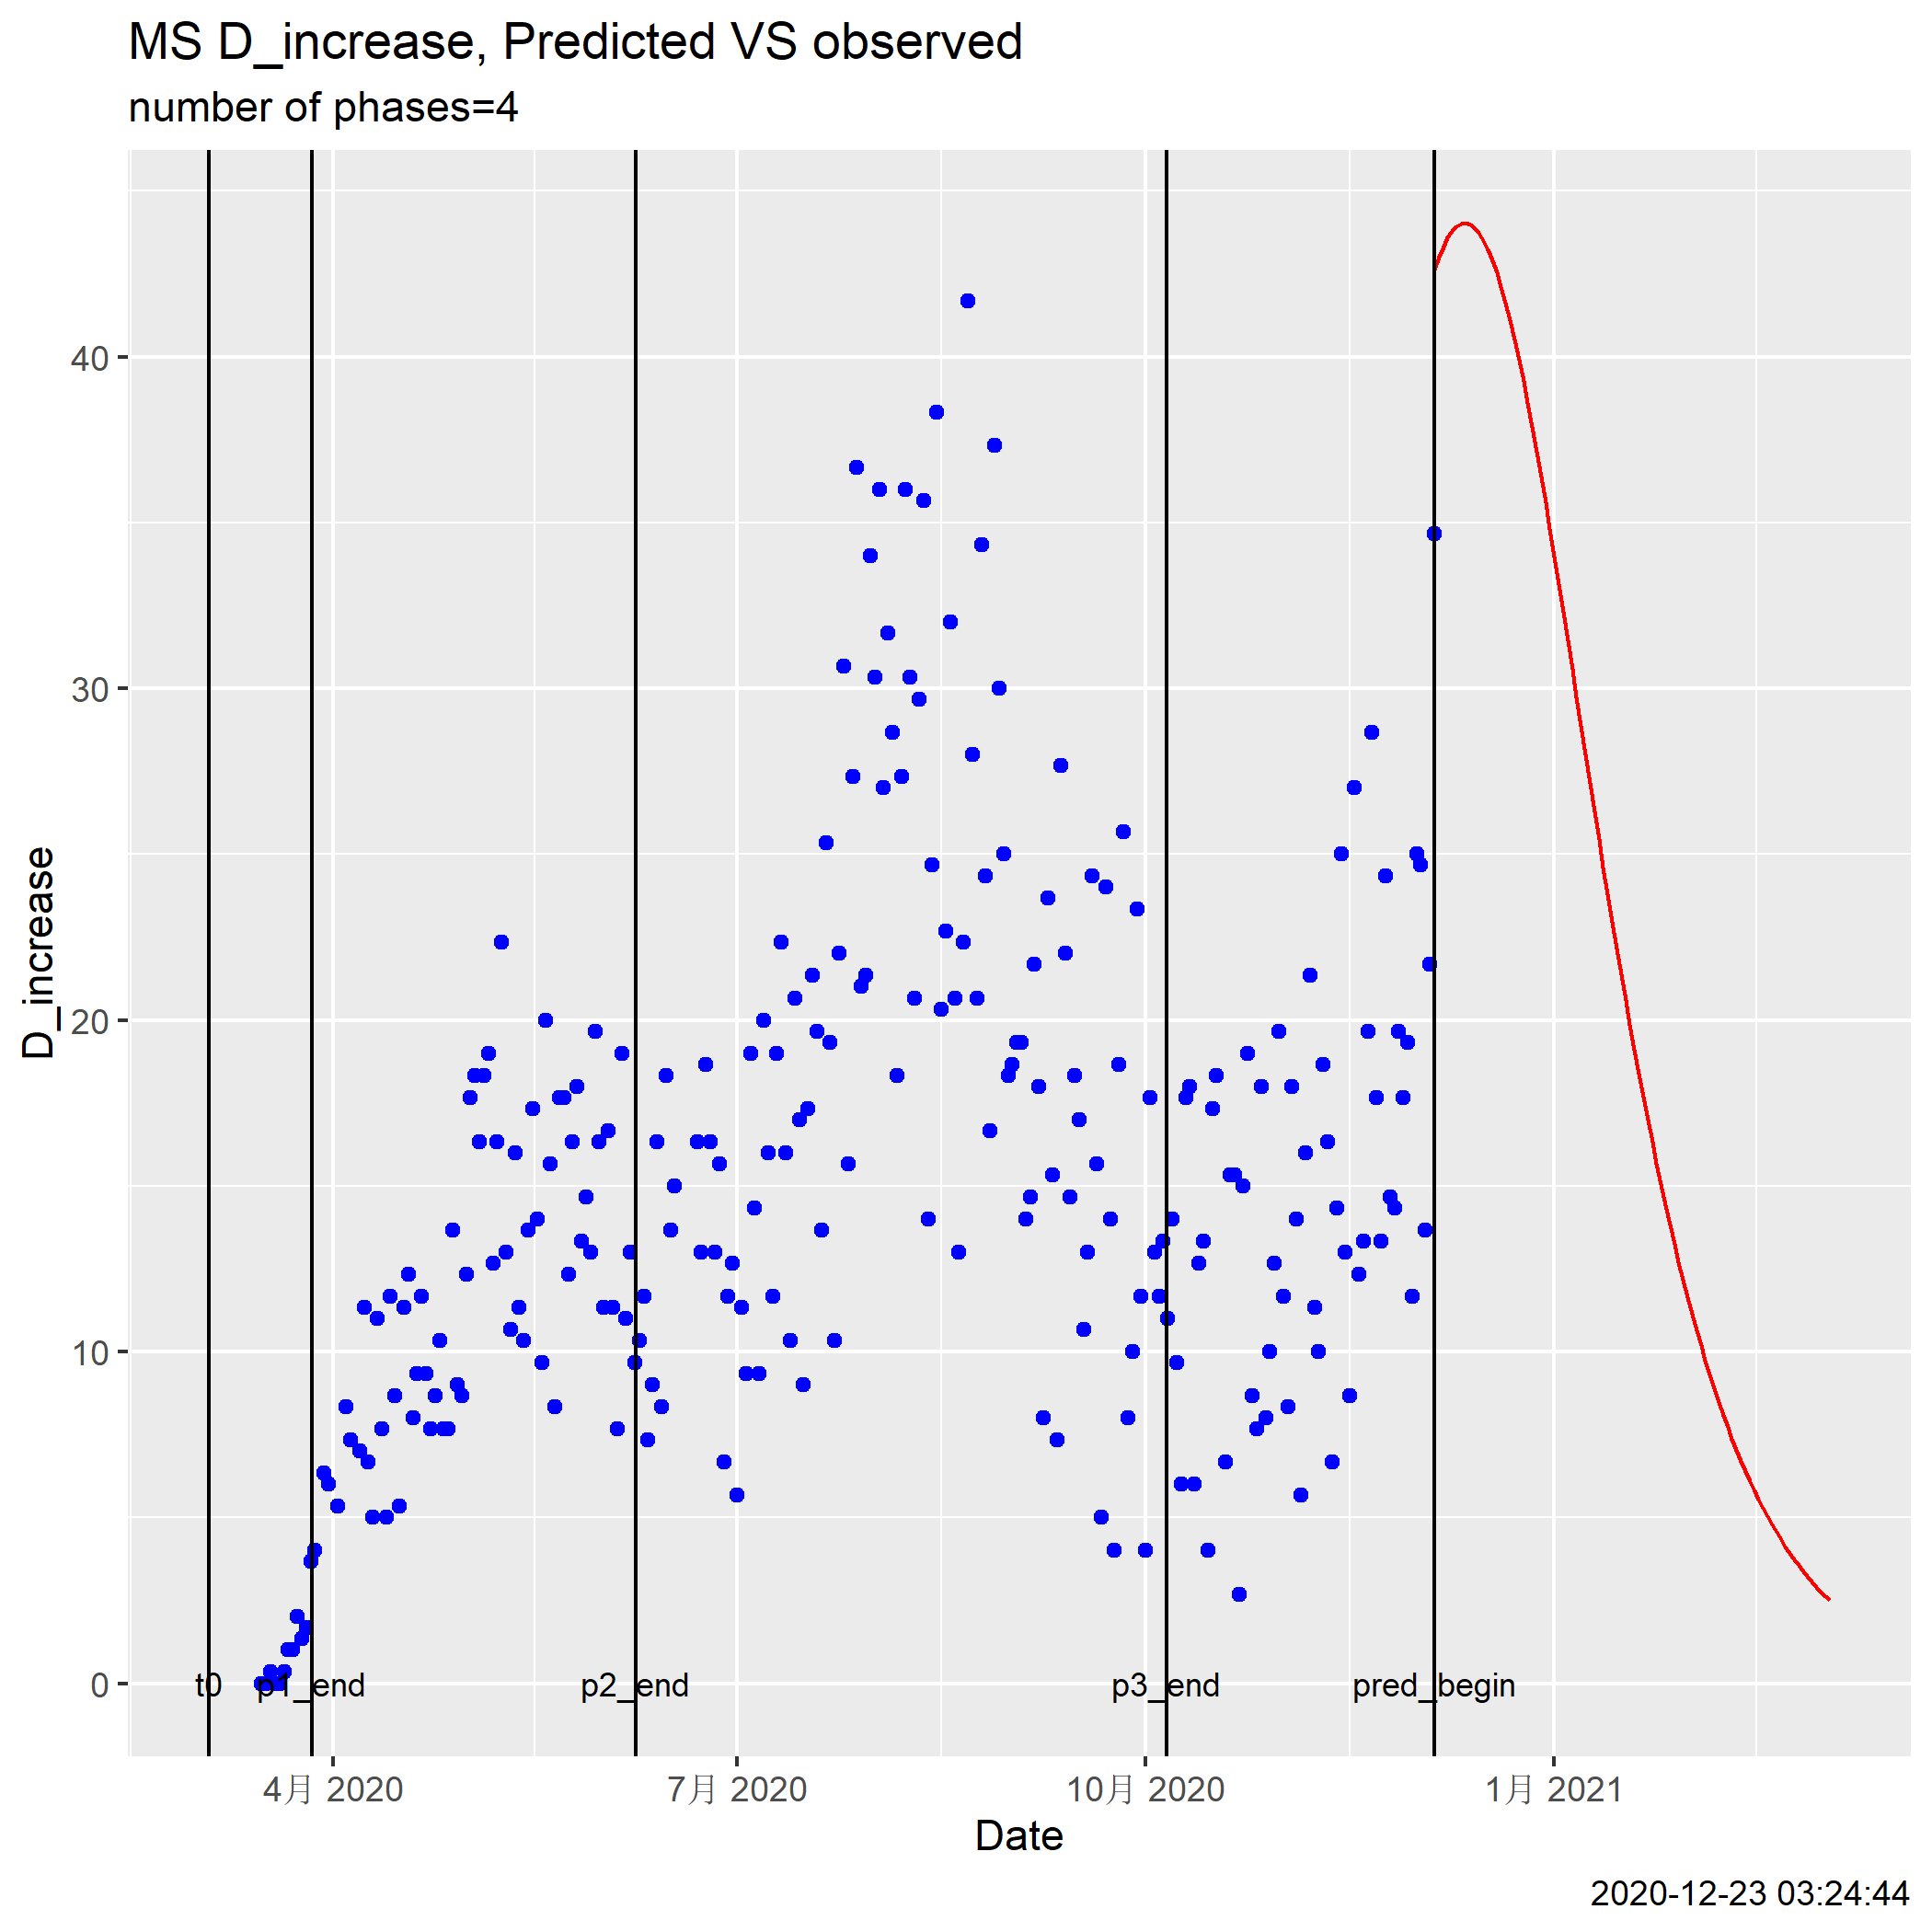 MS D_increase, Predicted VS observed
number of phases=4
D_increase
40
30
20
10
0
t0
p1_end
p2_end
p3_end
pred_begin
4月 2020
7月 2020
10月 2020
1月 2021
Date
2020-12-23 03:24:44